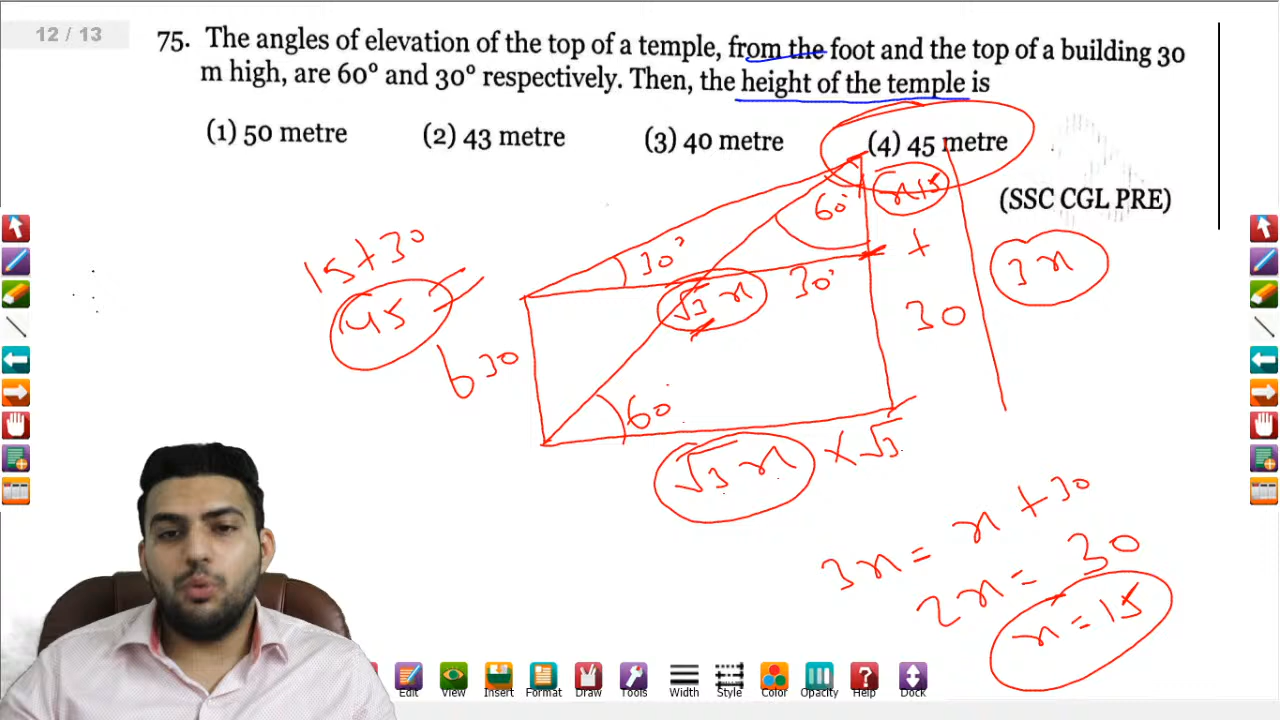 12 / 13
75. The angles of elevation of the top of a temple, from the foot and the top of a building 30
m high, are 60° and 30° respectively. Then, the height of the temple is
(1) 50 metre (2) 43 metre (3) 40 metre (4) 45 metre
(SSC CGL PRE)
15+30
45
b 30
30°
60°
√3 x
30°
60°
√3 x × √3
x 15
+
30
3x
3x = x + 30
2x = 30
x = 15
Edit View Insert Format Draw Tools Width Style Color Opacity Help Dock